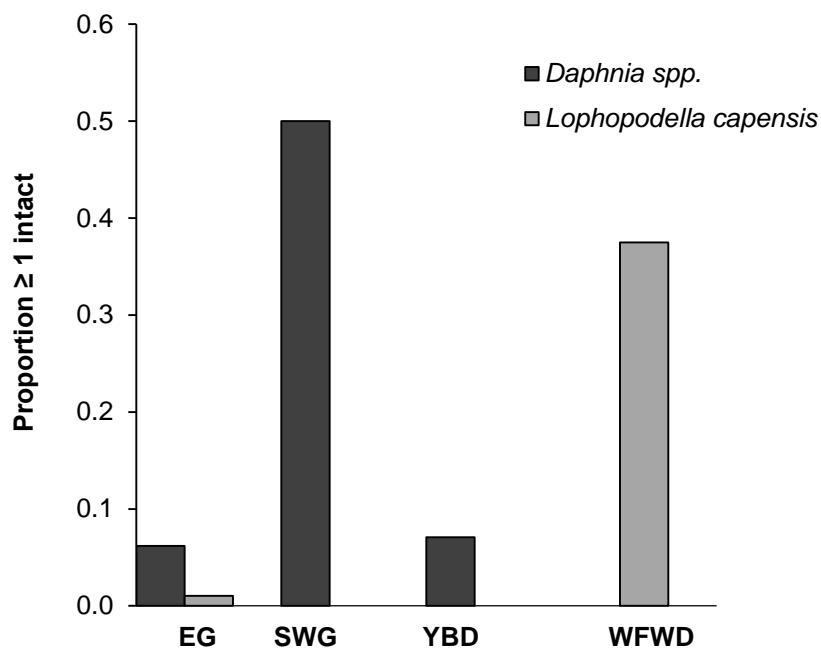 0.6
0.5
0.4
0.3
0.2
0.1
0.0
Proportion ≥ 1 intact
Daphnia spp.
Lophopodella capensis
EG SWG YBD WFWD